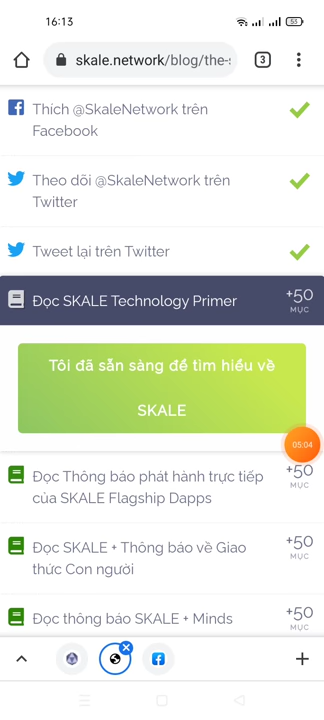 16:13
53
skale.network/blog/the-s
3
Thích @SkaleNetwork trên
Facebook
Theo dõi @SkaleNetwork trên
Twitter
Tweet lại trên Twitter
Đọc SKALE Technology Primer
+50
MỤC
Tôi đã sẵn sàng để tìm hiểu về
SKALE
05:04
Đọc Thông báo phát hành trực tiếp
của SKALE Flagship Dapps
+50
MỤC
Đọc SKALE + Thông báo về Giao
thức Con người
+50
MỤC
Đọc thông báo SKALE + Minds
+50
MỤC